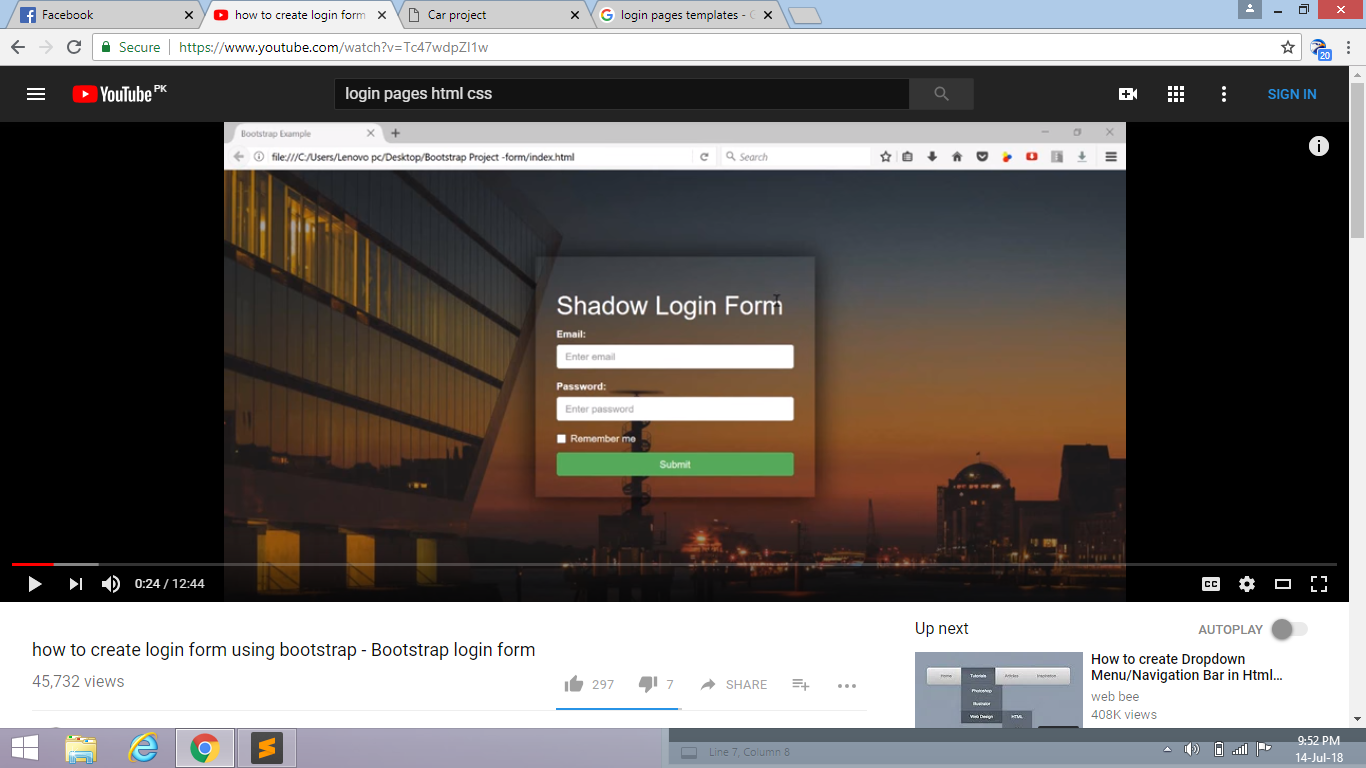 Facebook
how to create login form
Car project
login pages templates - G
Secure https://www.youtube.com/watch?v=Tc47wdpZI1w
20
YouTube PK
login pages html css
SIGN IN
Bootstrap Example
file:///C:/Users/Lenovo pc/Desktop/Bootstrap Project -form/index.html
Search
Shadow Login Form
Email:
Enter email
Password:
Enter password
Remember me
Submit
0:24 / 12:44
CC
how to create login form using bootstrap - Bootstrap login form
45,732 views
297
7
SHARE
Up next
AUTOPLAY
Home Tutorials Articles Inspiration
Photoshop
Illustrator
Web Design HTML
How to create Dropdown
Menu/Navigation Bar in Html...
web bee
408K views
Line 7, Column 8
9:52 PM
14-Jul-18